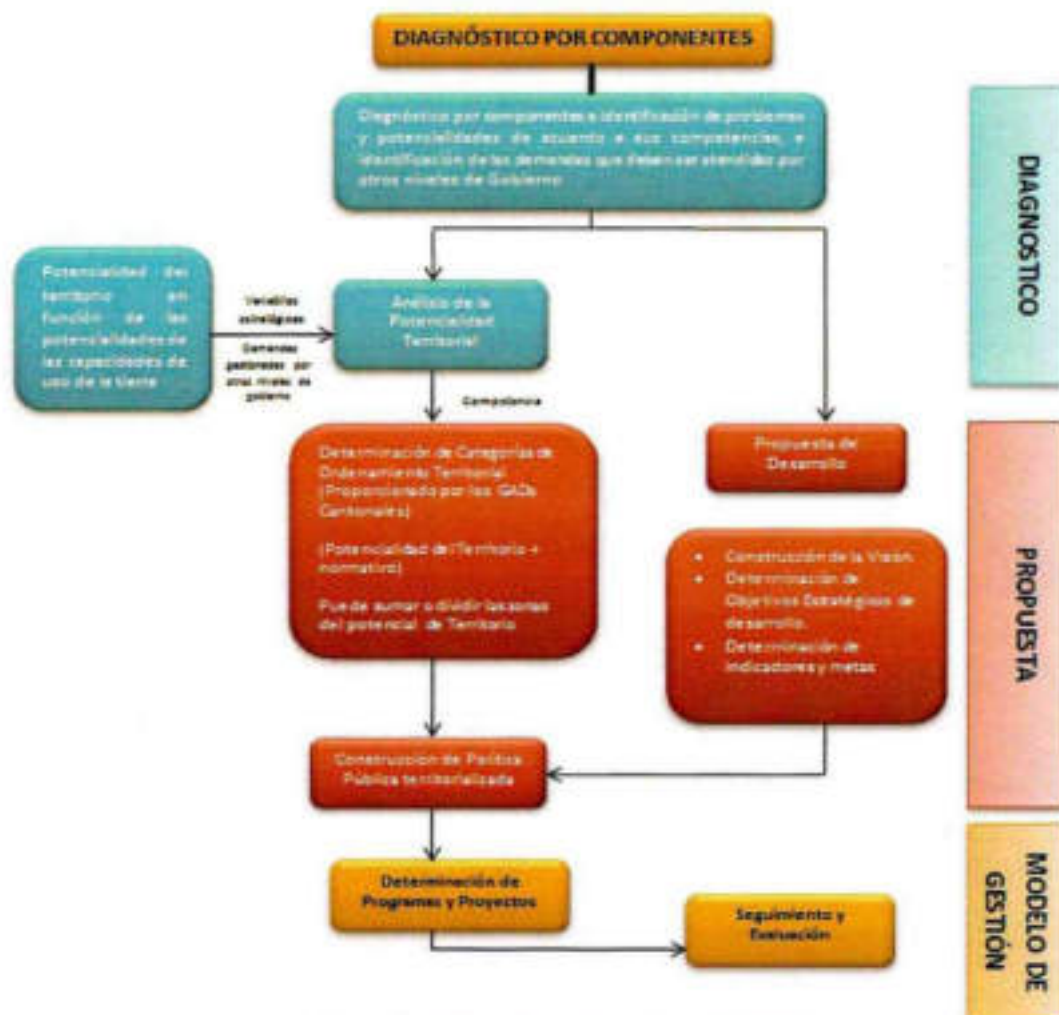 DIAGNÓSTICO POR COMPONENTES
Diagnóstico por componentes e identificación de problemas
y potencialidades de acuerdo a sus competencias, e
identificación de las demandas que deben ser atendidas por
otros niveles de Gobierno
Potencialidad del
territorio en
función de las
potencialidades de
las capacidades de
uso de la tierra
Variables
estratégicas
Demandas
gestionadas por
otros niveles de
gobierno
Análisis de la
Potencialidad
Territorial
Competencia
Determinación de Categorías de
Ordenamiento Territorial
(Proporcionado por los GADs
Cantonales)
(Potencialidad del Territorio +
normativo)
Puede sumar o dividir las zonas
del potencial de Territorio
Propuesta de
Desarrollo
• Construcción de la Visión.
• Determinación de
Objetivos Estratégicos de
desarrollo.
• Determinación de
indicadores y metas
Construcción de Política
Pública territorializada
Determinación de
Programas y Proyectos
Seguimiento y
Evaluación
DIAGNOSTICO
PROPUESTA
MODELO DE
GESTIÓN